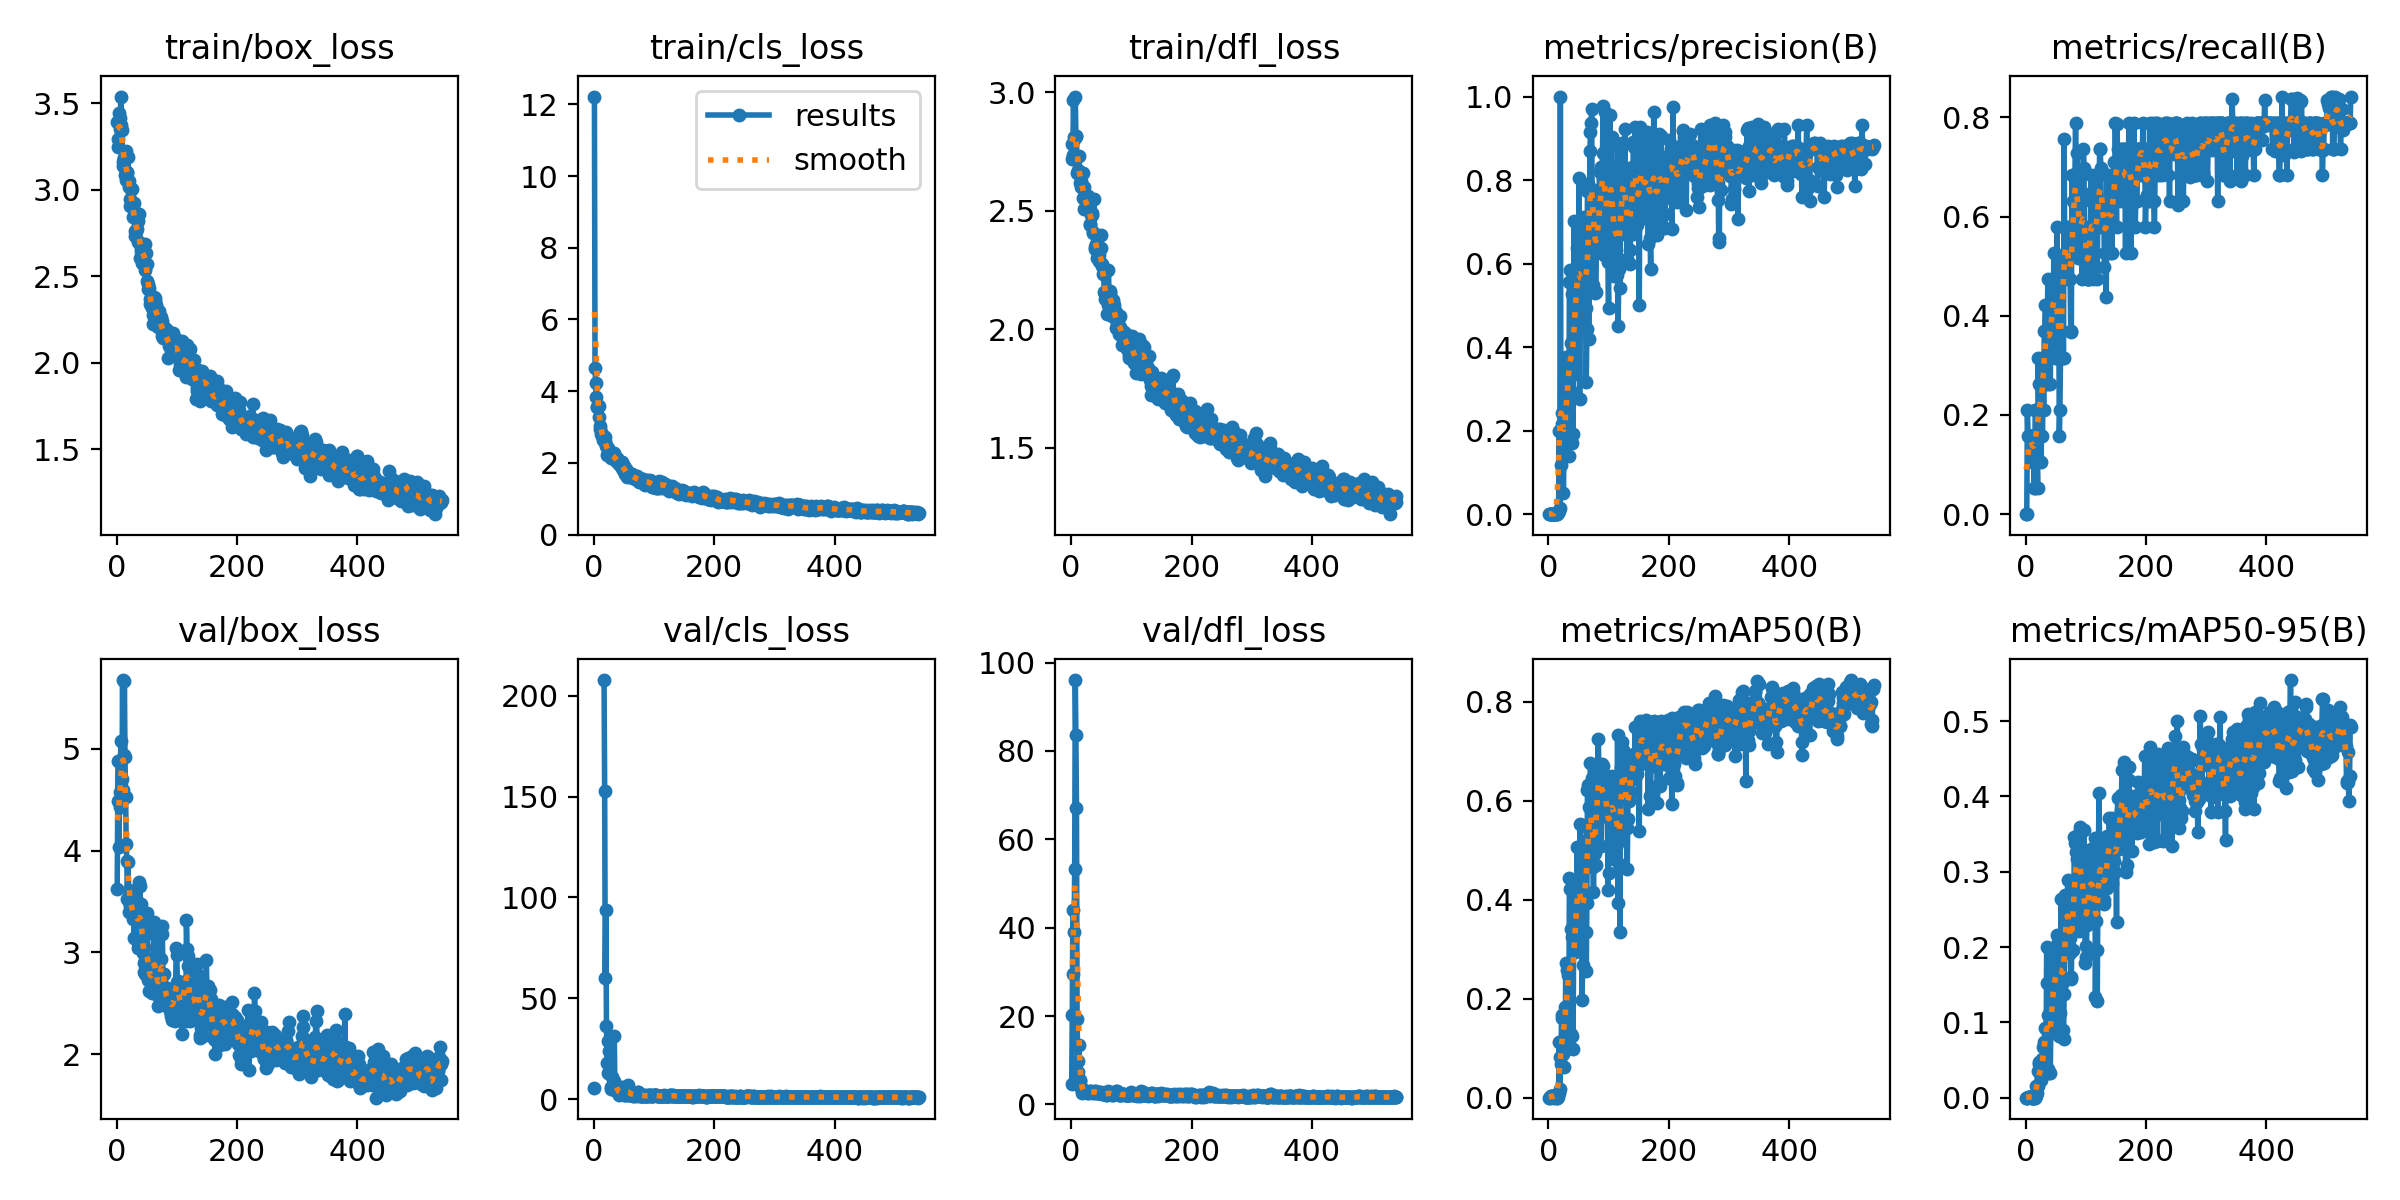 train/box_loss
3.5
3.0
2.5
2.0
1.5
0 200 400
train/cls_loss
results
smooth
12
10
8
6
4
2
0
0 200 400
train/dfl_loss
3.0
2.5
2.0
1.5
0 200 400
metrics/precision(B)
1.0
0.8
0.6
0.4
0.2
0.0
0 200 400
metrics/recall(B)
0.8
0.6
0.4
0.2
0.0
0 200 400
val/box_loss
5
4
3
2
0 200 400
val/cls_loss
200
150
100
50
0
0 200 400
val/dfl_loss
100
80
60
40
20
0
0 200 400
metrics/mAP50(B)
0.8
0.6
0.4
0.2
0.0
0 200 400
metrics/mAP50-95(B)
0.5
0.4
0.3
0.2
0.1
0.0
0 200 400